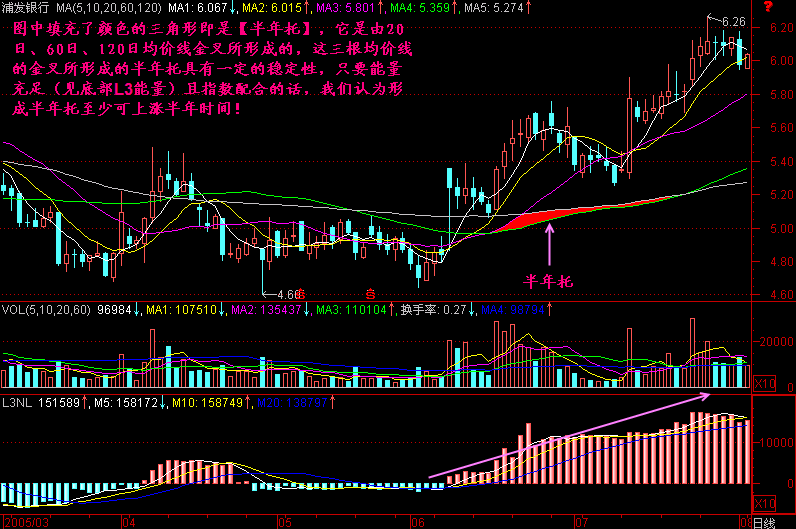 浦发银行 MA(5,10,20,60,120) MA1: 6.067↓, MA2: 6.015↑, MA3: 5.801↑, MA4: 5.359↑, MA5: 5.274↑ ?
图中填充了颜色的三角形即是【半年托】，它是由20
日、60日、120日均价线金叉所形成的，这三根均价线
的金叉所形成的半年托具有一定的稳定性，只要能量
充足（见底部L3能量）且指数配合的话，我们认为形
成半年托至少可上涨半年时间！
6.26
6.20
6.00
5.80
5.60
5.40
5.20
5.00
4.80
4.60
4.60
半年托
VOL(5,10,20,60) 96984↓, MA1: 107510↓, MA2: 135437↓, MA3: 110104↑, 换手率: 0.27↓, MA4: 90794↑
20000
X10
0
L3NL 151589↑, M5: 158172↓, M10: 158749↑, M20: 138797↑
10000
0
X10
2005/03 04 05 06 07 08 日线